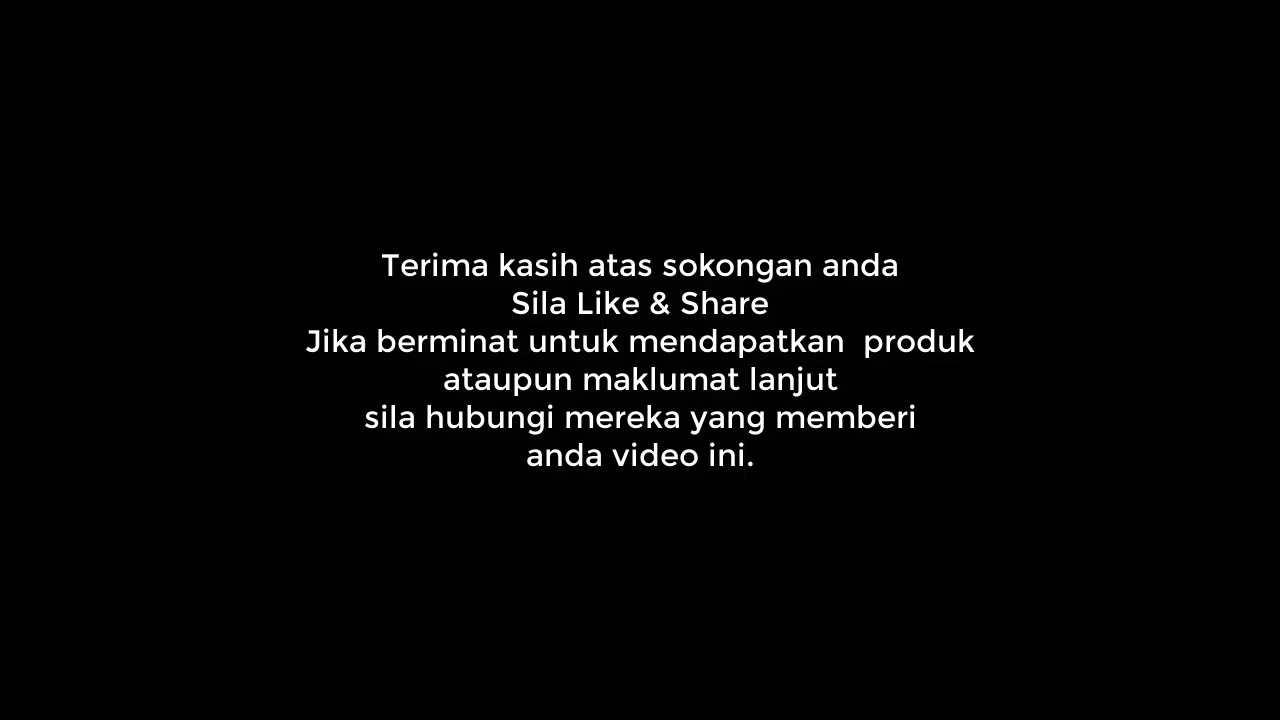 Terima kasih atas sokongan anda
Sila Like & Share
Jika berminat untuk mendapatkan  produk
ataupun maklumat lanjut
sila hubungi mereka yang memberi
anda video ini.